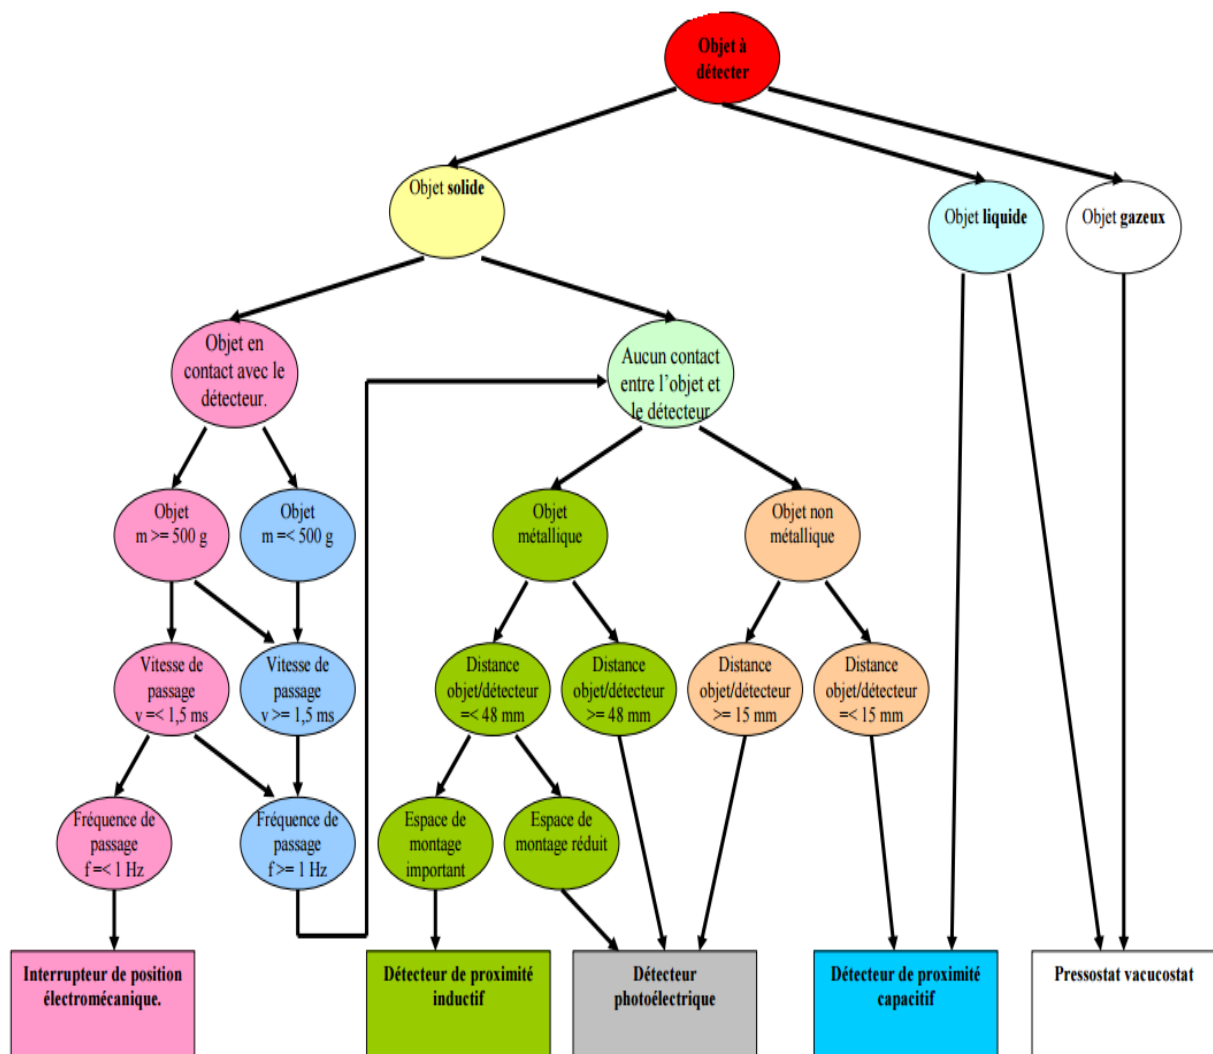 Objet à
détecter
Objet solide
Objet liquide
Objet gazeux
Objet en
contact avec le
détecteur.
Aucun contact
entre l'objet et
le détecteur
Objet
m >= 500 g
Objet
m =< 500 g
Objet
métallique
Objet non
métallique
Vitesse de
passage
v =< 1,5 ms
Vitesse de
passage
v >= 1,5 ms
Distance
objet/détecteur
=< 48 mm
Distance
objet/détecteur
>= 48 mm
Distance
objet/détecteur
>= 15 mm
Distance
objet/détecteur
=< 15 mm
Fréquence de
passage
f =< 1 Hz
Fréquence de
passage
f >= 1 Hz
Espace de
montage
important
Espace de
montage réduit
Interrupteur de position
électromécanique.
Détecteur de proximité
inductif
Détecteur
photoélectrique
Détecteur de proximité
capacitif
Pressostat vacucostat